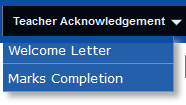 Teacher Acknowledgement
Welcome Letter
Marks Completion